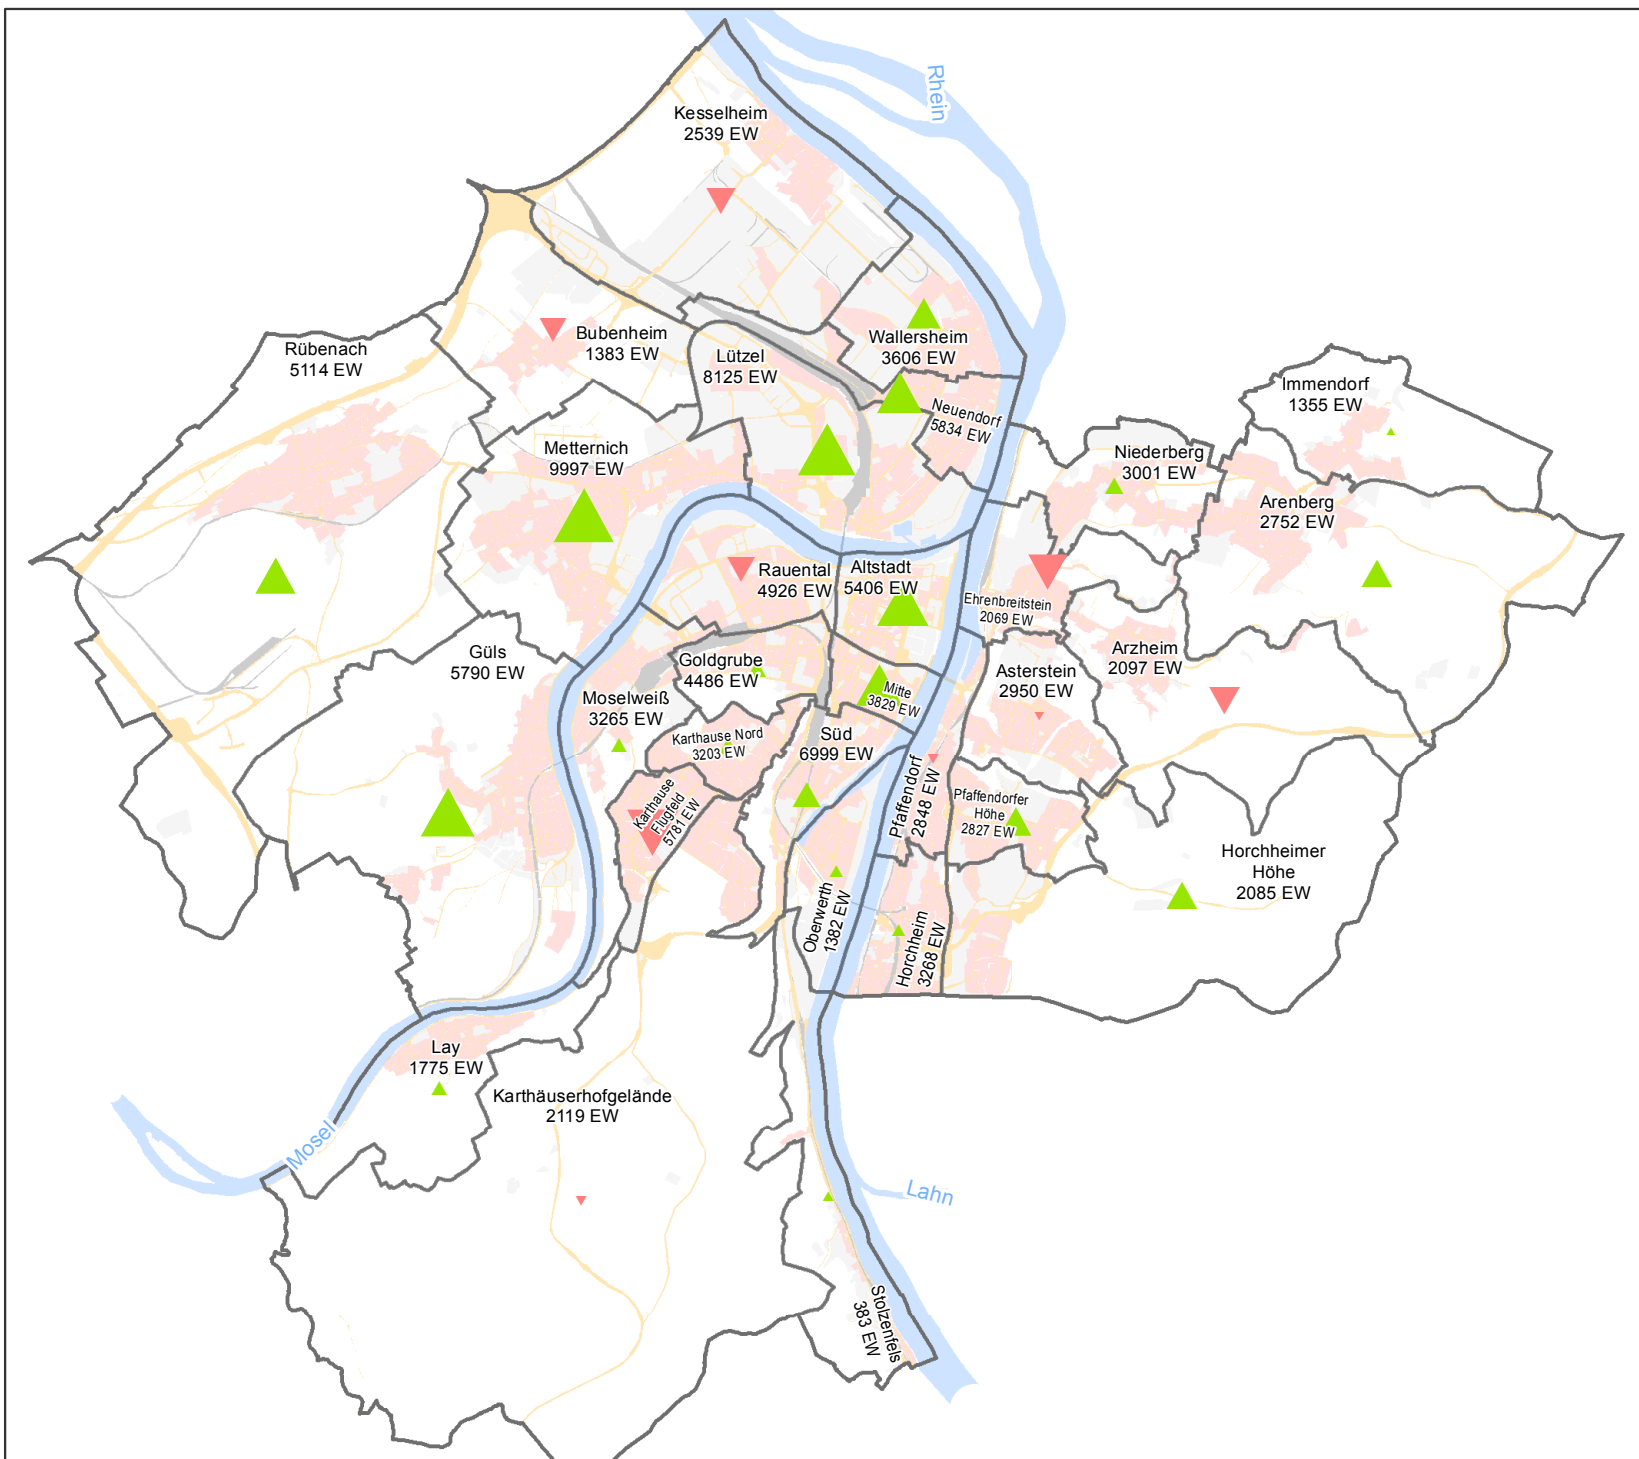 Rhein
Kesselheim
2539 EW
Bubenheim
1383 EW
Rübenach
5114 EW
Lützel
8125 EW
Wallersheim
3606 EW
Neuendorf
5834 EW
Immendorf
1355 EW
Metternich
9997 EW
Niederberg
3001 EW
Arenberg
2752 EW
Rauental
4926 EW
Altstadt
5406 EW
Ehrenbreitstein
2069 EW
Güls
5790 EW
Goldgrube
4486 EW
Arzheim
2097 EW
Asterstein
2950 EW
Moselweiß
3265 EW
Mitte
3829 EW
Karthause Nord
3203 EW
Süd
6999 EW
Karthause
Flugfeld
5781 EW
Pfaffendorf
2848 EW
Pfaffendorfer
Höhe
2827 EW
Horchheimer
Höhe
2085 EW
Oberwerth
1382 EW
Horchheim
3268 EW
Lay
1775 EW
Karthäuserhofgelände
2119 EW
Mosel
Lahn
Stolzenfels
383 EW